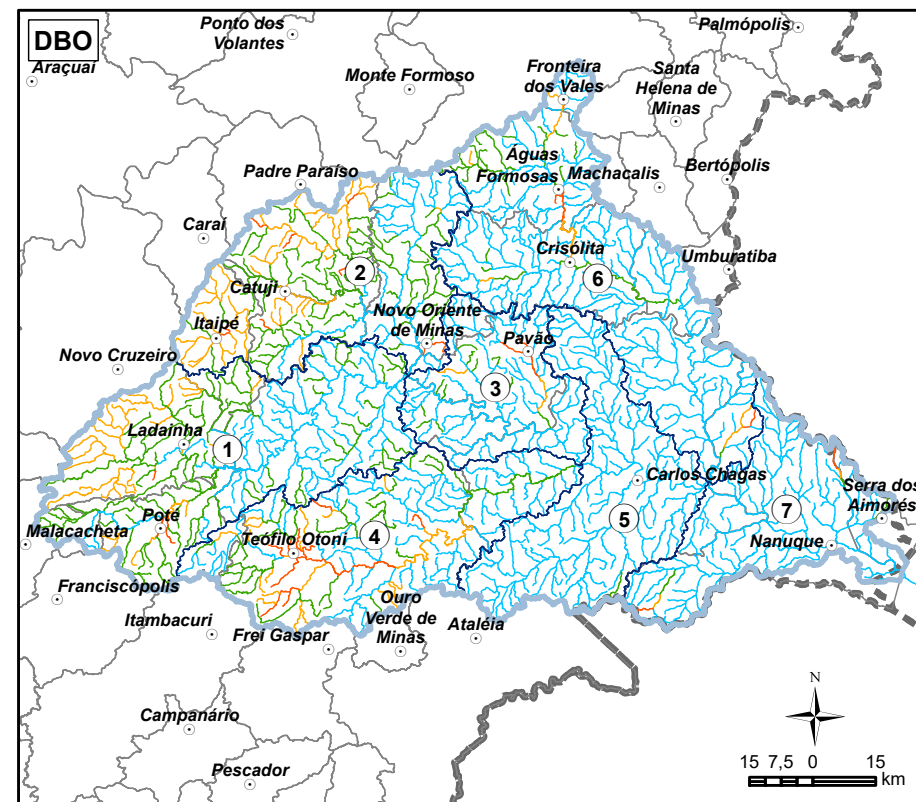 DBO
Ponto dos
Volantes
Palmópolis
Araçuaí
Monte Formoso
Fronteira
dos Vales
Santa
Helena de
Minas
Padre Paraíso
Águas
Formosas
Machacalis
Bertópolis
Caraí
Crisólita
Umburatiba
2
6
Catuji
Itaipé
Novo Oriente
de Minas
Pavão
Novo Cruzeiro
3
Ladainha
1
Carlos Chagas
Serra dos
Aimorés
Malacacheta
Poté
Teófilo Otoni
4
5
7
Nanuque
Franciscópolis
Itambacuri
Ouro
Verde de
Minas
Frei Gaspar
Ataléia
N
Campanário
Pescador
15 7,5 0 15
km